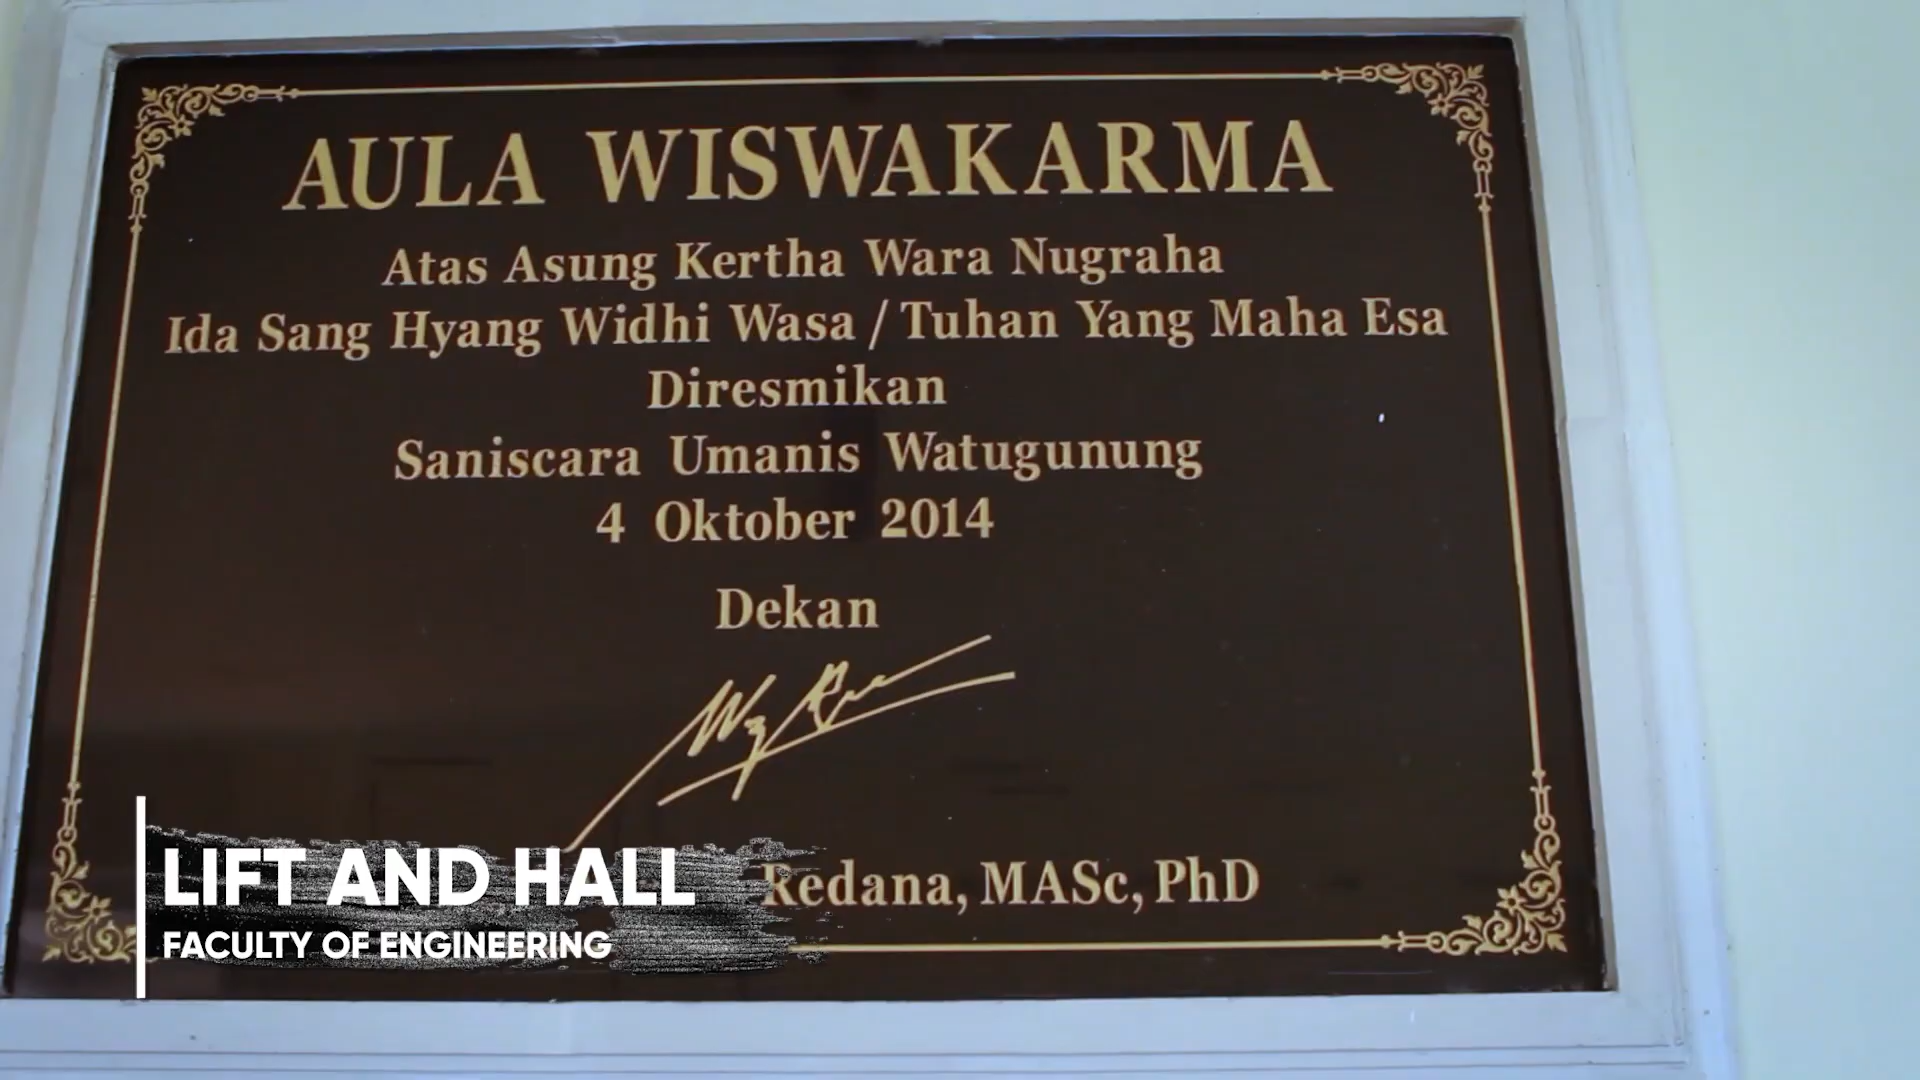 AULA WISWAKARMA
Atas Asung Kertha Wara Nugraha
Ida Sang Hyang Widhi Wasa / Tuhan Yang Maha Esa
Diresmikan
Saniscara Umanis Watugunung
4 Oktober 2014
Dekan
Redana, MASc, PhD
LIFT AND HALL
FACULTY OF ENGINEERING